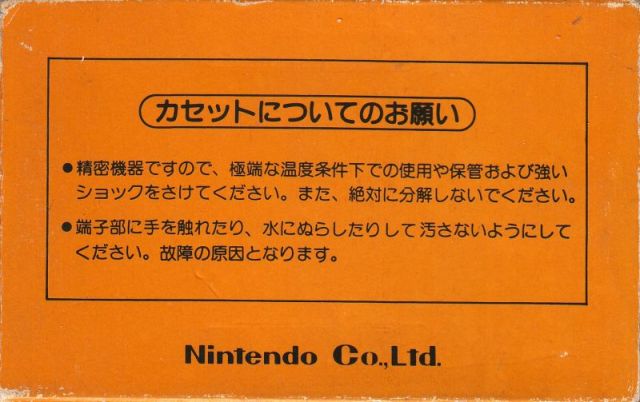 カセットについてのお願い
●精密機器ですので、極端な温度条件下での使用や保管および強い
ショックをさけてください。また、絶対に分解しないでください。
●端子部に手を触れたり、水にぬらしたりして汚さないようにして
ください。故障の原因となります。
Nintendo Co.,Ltd.